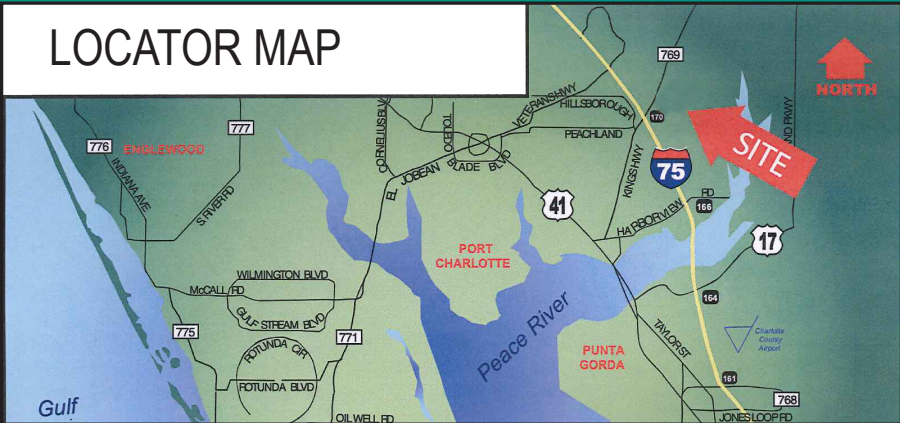 LOCATOR MAP
769
NORTH
776
777
ENGLEWOOD
INDIANA AVE
S. RIVER RD
CORNELIUS BLV
TOLEDO
BLADE BLVD
EL JOBEAN
VETERANS HWY
HILLSBOROUGH
PEACHLAND
170
KINGS HWY
75
SITE
ND PKWY
41
HARBORVIEW
RD
166
17
PORT
CHARLOTTE
WILMINGTON BLVD
McCALL RD
GULF STREAM BLVD
164
775
771
ROTUNDA CIR
ROTUNDA BLVD
Peace River
TAYLOR ST
PUNTA
GORDA
Charlotte
County
Airport
161
768
Gulf
OIL WELL RD
JONES LOOP RD